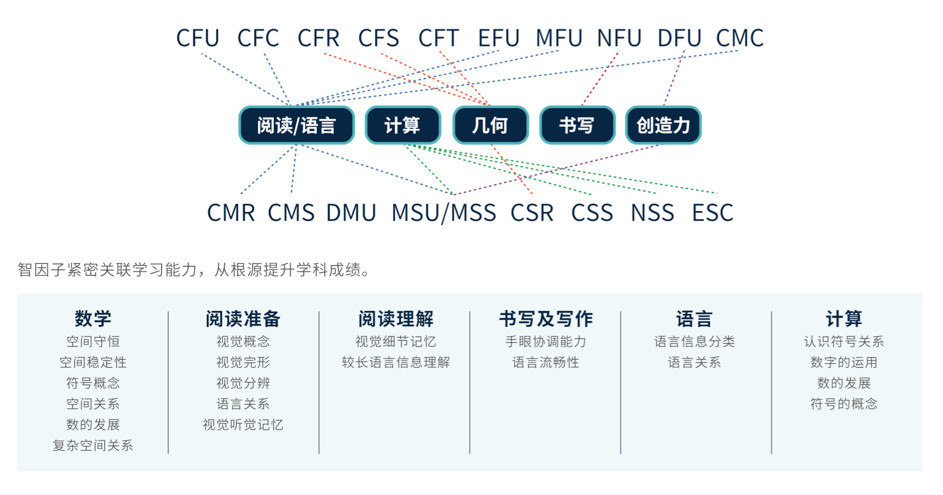 CFU CFC CFR CFS CFT EFU MFU NFU DFU CMC
阅读/语言 计算 几何 书写 创造力
CMR CMS DMU MSU/MSS CSR CSS NSS ESC
智因子紧密关联学习能力，从根源提升学科成绩。
数学
空间守恒
空间稳定性
符号概念
空间关系
数的发展
复杂空间关系
阅读准备
视觉概念
视觉完形
视觉分辨
语言关系
视觉听觉记忆
阅读理解
视觉细节记忆
较长语言信息理解
书写及写作
手眼协调能力
语言流畅性
语言
语言信息分类
语言关系
计算
认识符号关系
数字的运用
数的发展
符号的概念